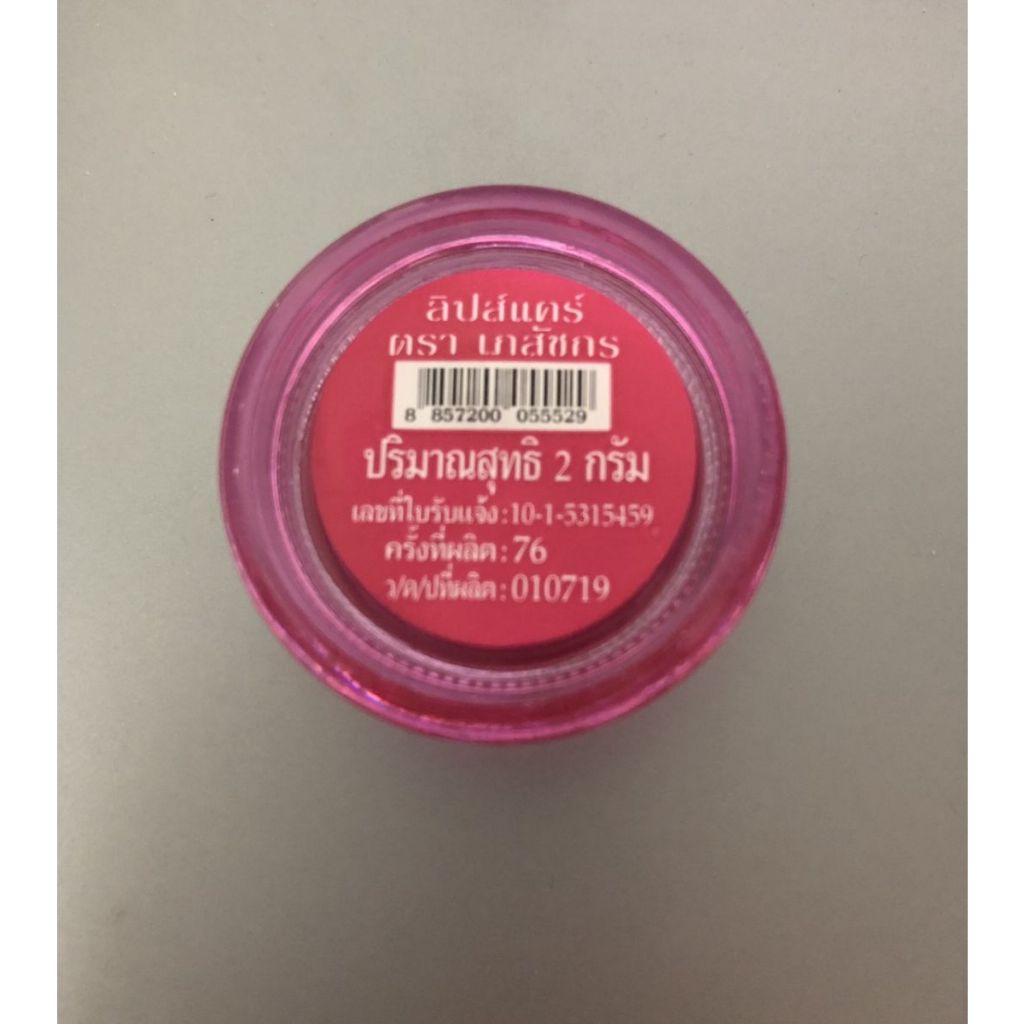 ลิปส์แคร์
ตรา เภสัชกร
8 857200 055529
ปริมาณสุทธิ 2 กรัม
เลขที่ใบรับแจ้ง : 10-1-5315459
ครั้งที่ผลิต : 76
ว/ด/ปที่ผลิต : 010719